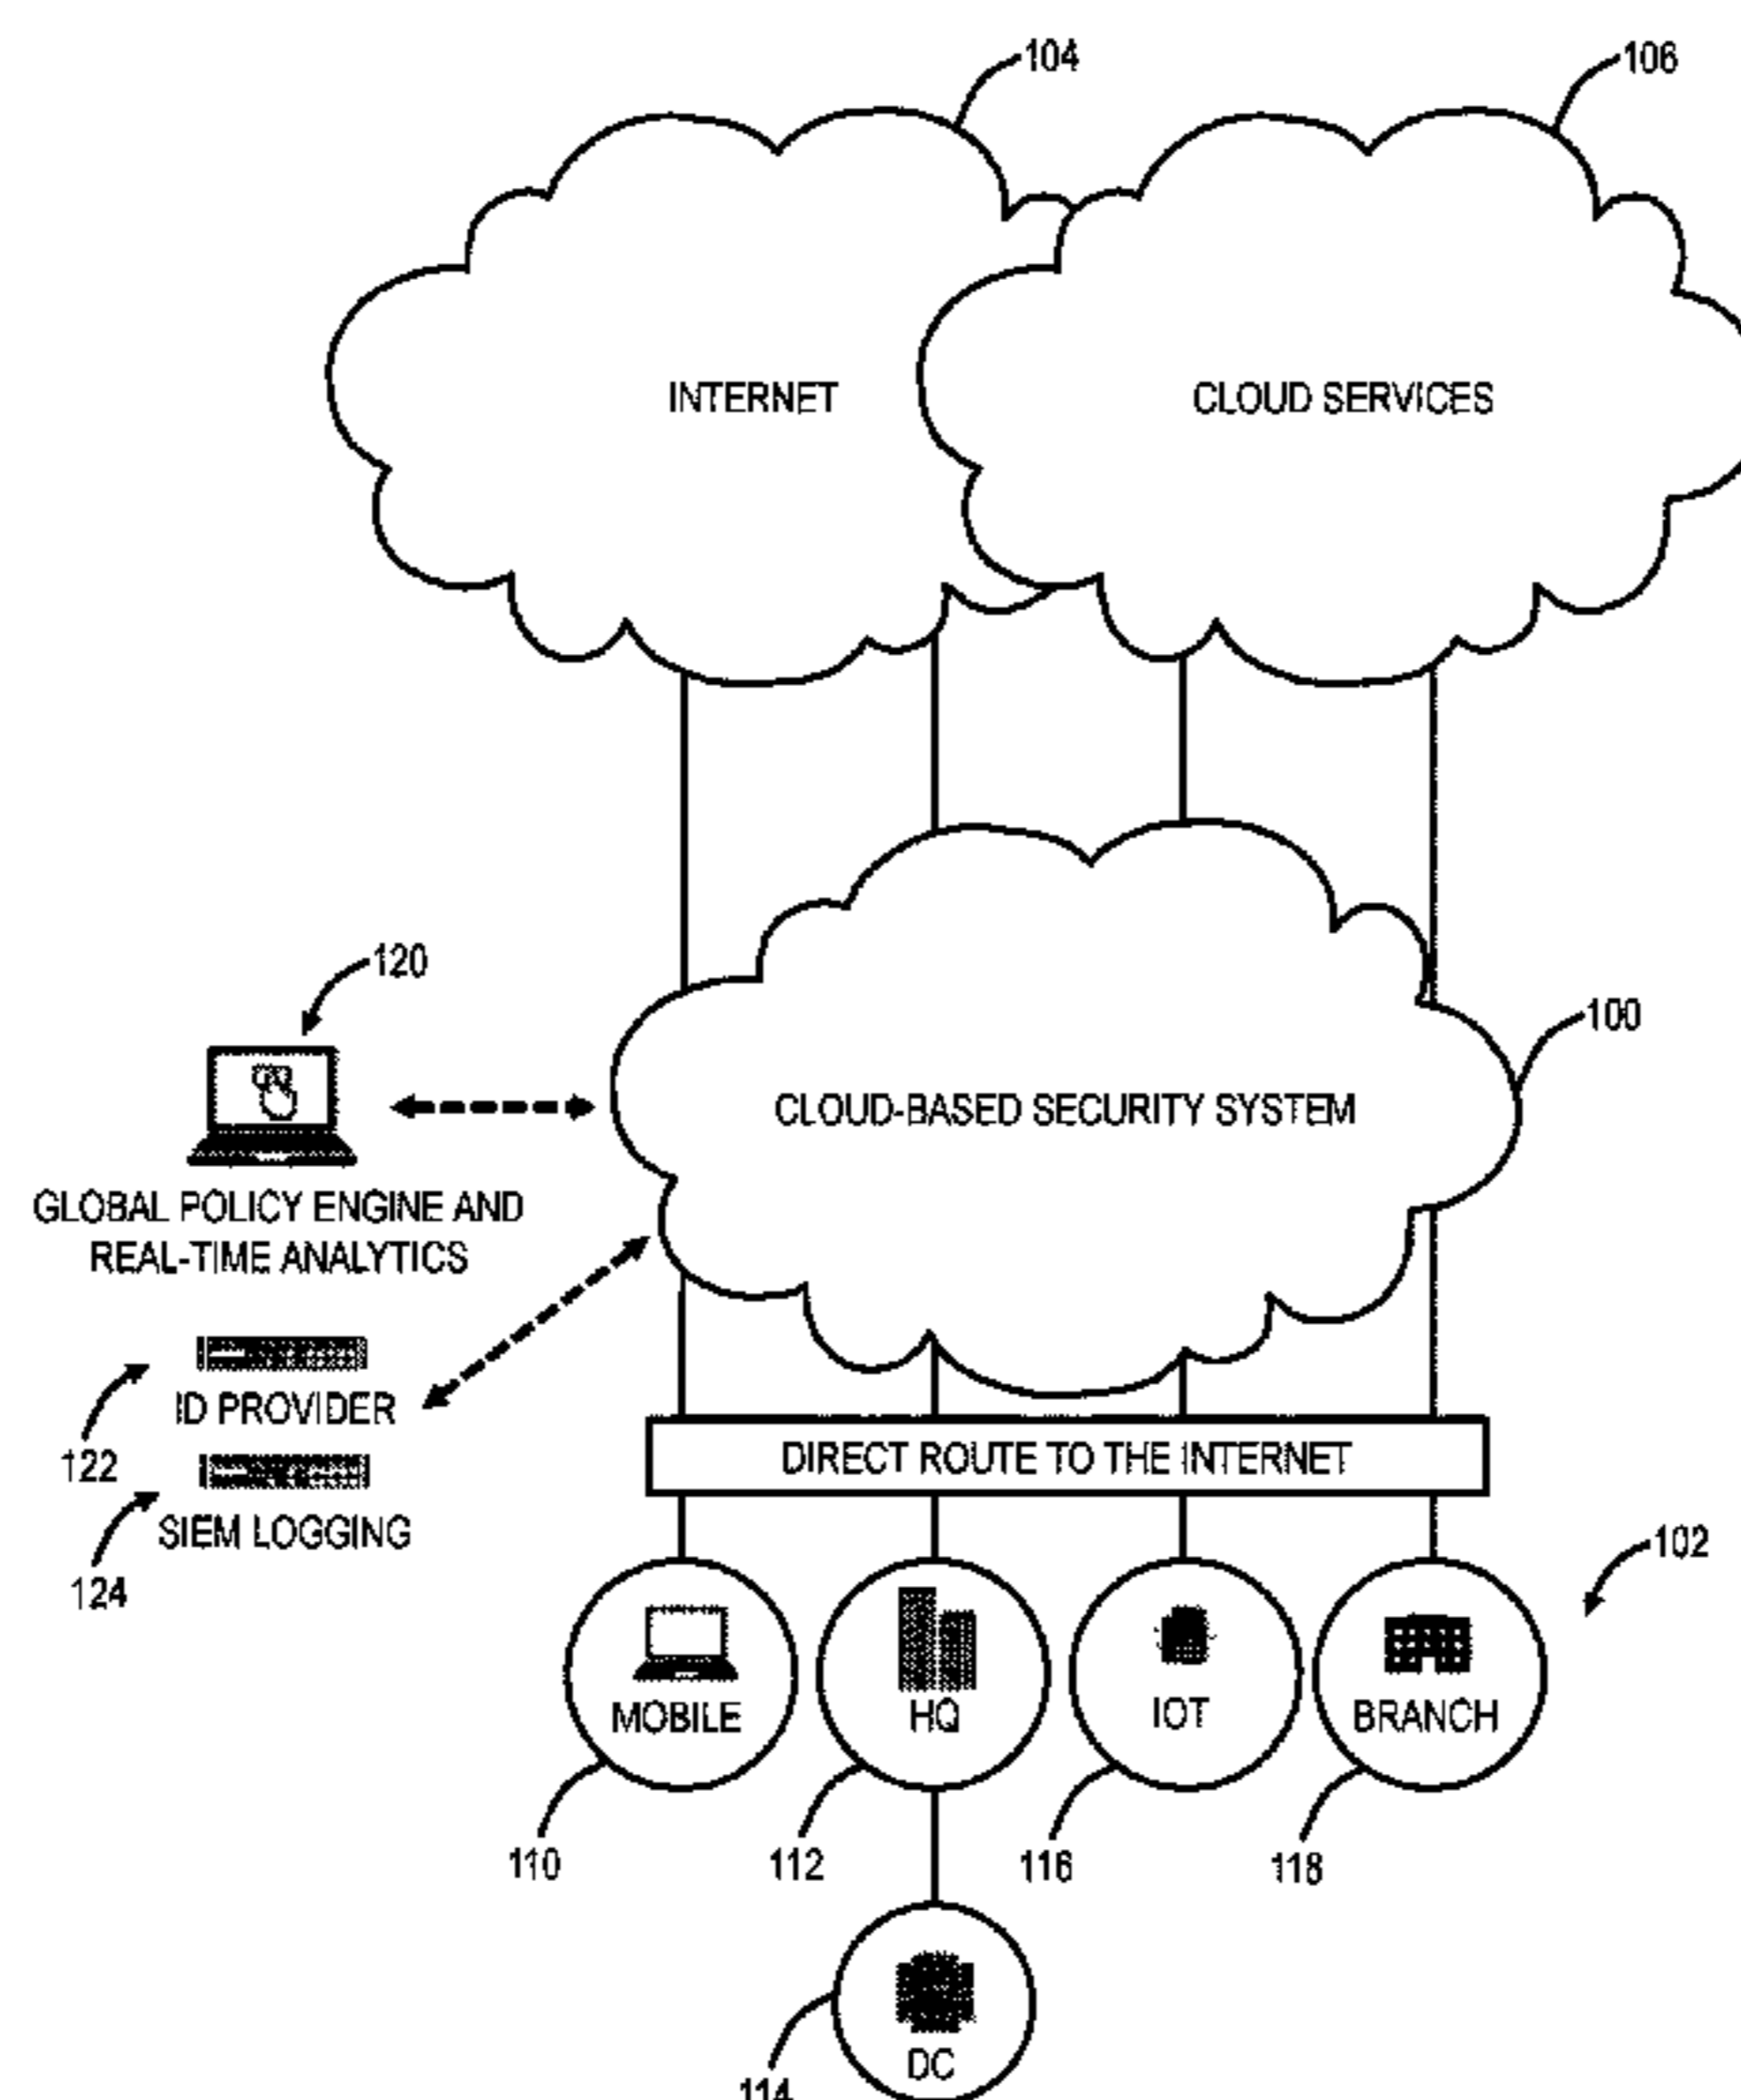 104
106
INTERNET
CLOUD SERVICES
120
100
CLOUD-BASED SECURITY SYSTEM
GLOBAL POLICY ENGINE AND
REAL-TIME ANALYTICS
ID PROVIDER
122
DIRECT ROUTE TO THE INTERNET
SIEM LOGGING
124
102
MOBILE
HQ
IOT
BRANCH
110
112
116
118
DC
114